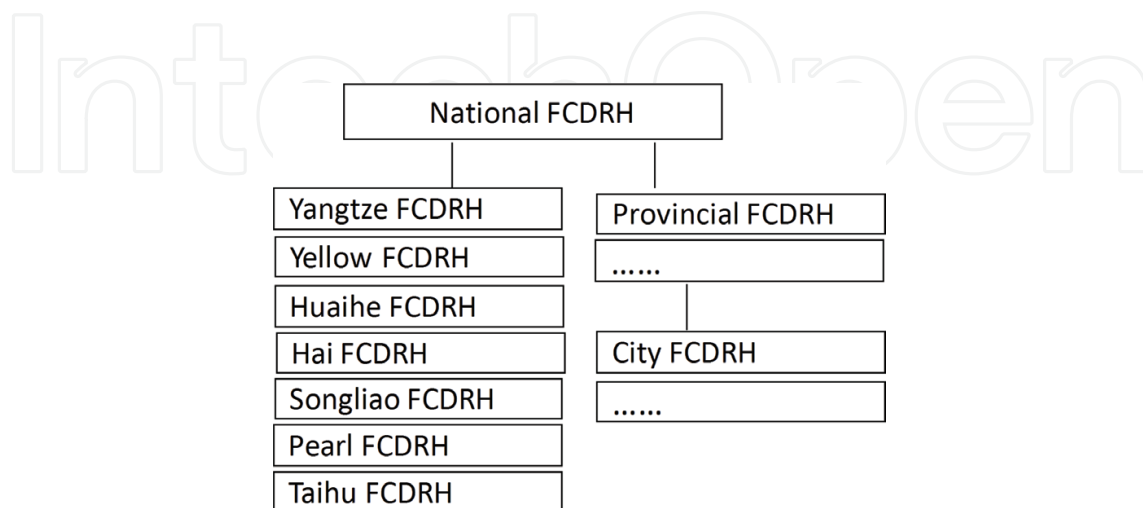 IntechOpen
National FCDRH
Yangtze FCDRH
Yellow FCDRH
Huaihe FCDRH
Hai FCDRH
Songliao FCDRH
Pearl FCDRH
Taihu FCDRH
Provincial FCDRH
......
City FCDRH
......